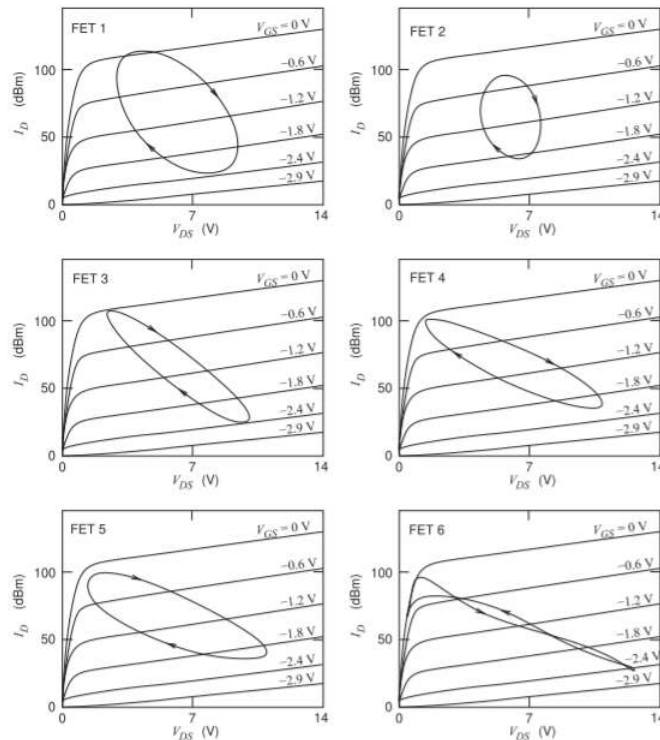 FET 1
V_GS = 0 V
−0.6 V
−1.2 V
−1.8 V
−2.4 V
−2.9 V
100
50
0
I_D (dBm)
0 7 14
V_DS (V)
FET 2
V_GS = 0 V
−0.6 V
−1.2 V
−1.8 V
−2.4 V
−2.9 V
100
50
0
I_D (dBm)
0 7 14
V_DS (V)
FET 3
V_GS = 0 V
−0.6 V
−1.2 V
−1.8 V
−2.4 V
−2.9 V
100
50
0
I_D (dBm)
0 7 14
V_DS (V)
FET 4
V_GS = 0 V
−0.6 V
−1.2 V
−1.8 V
−2.4 V
−2.9 V
100
50
0
I_D (dBm)
0 7 14
V_DS (V)
FET 5
V_GS = 0 V
−0.6 V
−1.2 V
−1.8 V
−2.4 V
−2.9 V
100
50
0
I_D (dBm)
0 7 14
V_DS (V)
FET 6
V_GS = 0 V
−0.6 V
−1.2 V
−1.8 V
−2.4 V
−2.9 V
100
50
0
I_D (dBm)
0 7 14
V_DS (V)